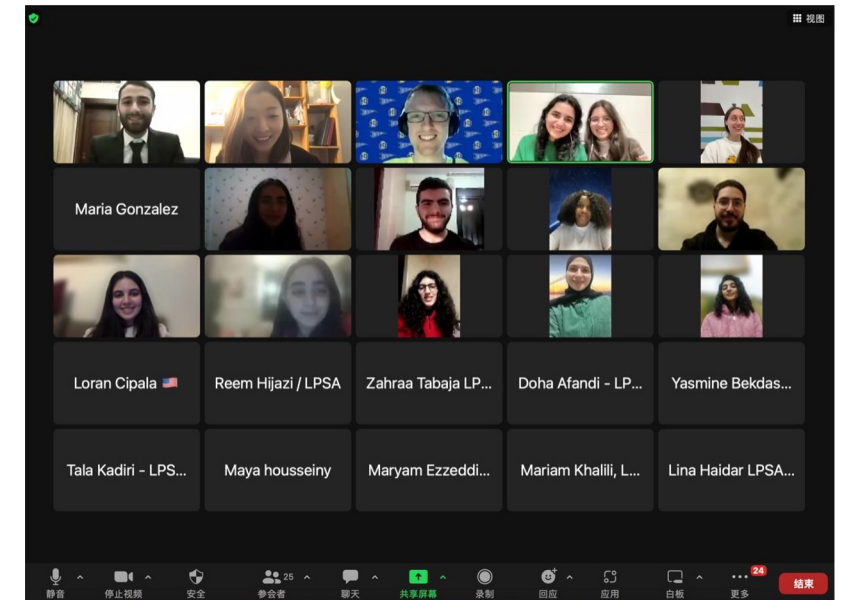 视图
Maria Gonzalez
Loran Cipala 🇺🇸
Reem Hijazi / LPSA
Zahraa Tabaja LP...
Doha Afandi - LP...
Yasmine Bekdas...
Tala Kadiri - LPS...
Maya housseiny
Maryam Ezzeddi...
Mariam Khalili, L...
Lina Haidar LPSA...
25
24
静音
停止视频
安全
参会者
聊天
共享屏幕
录制
回应
应用
白板
更多
结束